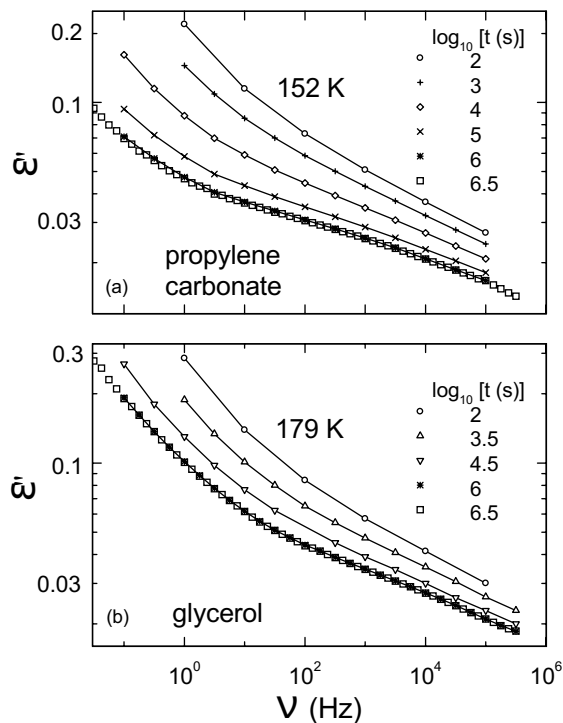 0.2
log10 [t (s)]
2
152 K
3
0.1
4
5
6
ε'
6.5
0.03
(a)
propylene
carbonate
0.3
log10 [t (s)]
2
179 K
3.5
4.5
0.1
6
ε'
6.5
0.03
(b)
glycerol
10^0 10^2 10^4 10^6
ν (Hz)